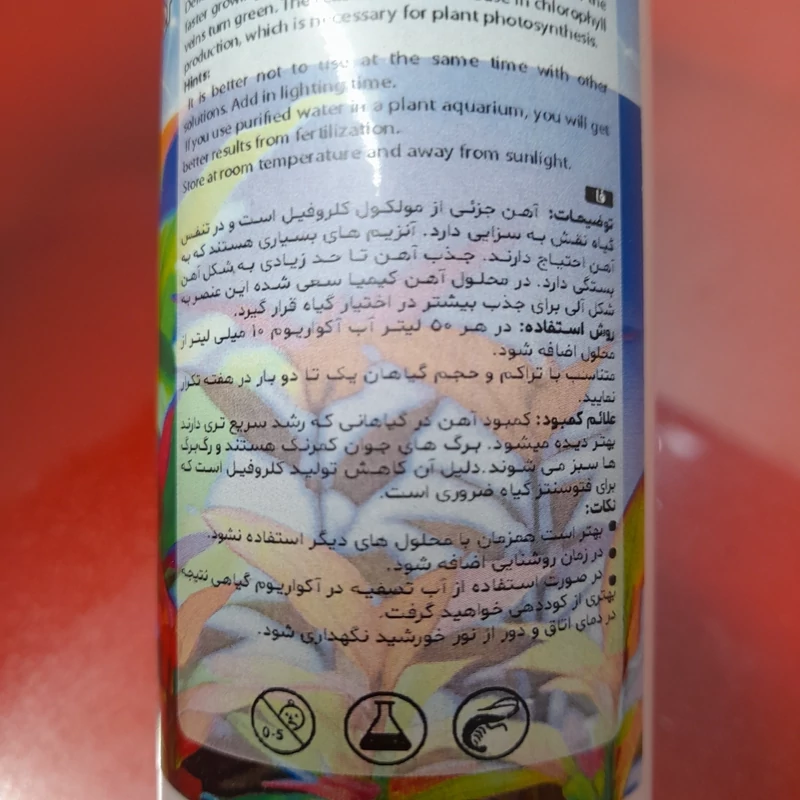 faster grow
veins turn green. The in chlorophyll
production, which is necessary for plant photosynthesis.
Hints:
It is better not to use at the same time with other
solutions. Add in lighting time.
If you use purified water in a plant aquarium, you will get
better results from fertilization.
Store at room temperature and away from sunlight.
فا
توضیحات: آهن جزئی از مولکول کلروفیل است و در تنفس
گیاه نقش به سزایی دارد. آنزیم های بسیاری هستند که به
آهن احتیاج دارند. جذب آهن تا حد زیادی به شکل آهن
بستگی دارد. در محلول آهن کیمیا سعی شده این عنصر به
شکل آلی برای جذب بیشتر در اختیار گیاه قرار گیرد.
روش استفاده: در هر ۵۰ لیتر آب آکواریوم ۱۰ میلی لیتر از
محلول اضافه شود.
متناسب با تراکم و حجم گیاهان یک تا دو بار در هفته تکرار
نمایید.
علائم کمبود: کمبود آهن در گیاهانی که رشد سریع تری دارند
بهتر دیده میشود. برگ های جوان کمرنگ هستند و رگبرگ
ها سبز می شوند.دلیل آن کاهش تولید کلروفیل است که
برای فتوسنتز گیاه ضروری است.
نکات:
● بهتر است همزمان با محلول های دیگر استفاده نشود.
● در زمان روشنایی اضافه شود.
● در صورت استفاده از آب تصفیه در آکواریوم گیاهی نتیجه
بهتری از کوددهی خواهید گرفت.
در دمای اتاق و دور از نور خورشید نگهداری شود.
0-5